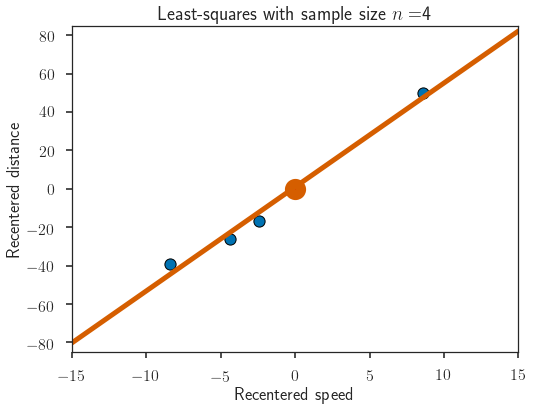 Least-squares with sample size n =4
Recentered distance
80
60
40
20
0
−20
−40
−60
−80
−15 −10 −5 0 5 10 15
Recentered speed